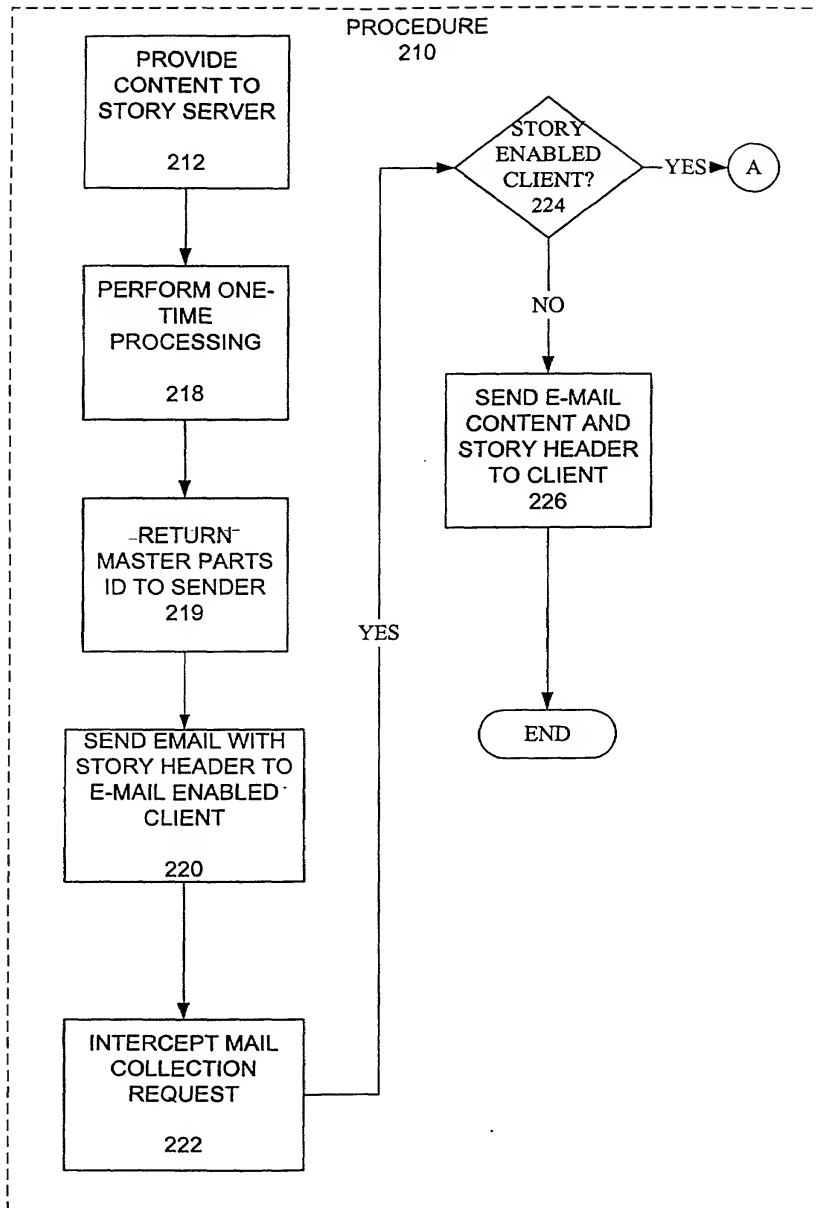 PROCEDURE
210
PROVIDE
CONTENT TO
STORY SERVER
212
PERFORM ONE-
TIME
PROCESSING
218
RETURN
MASTER PARTS
ID TO SENDER
219
SEND EMAIL WITH
STORY HEADER TO
E-MAIL ENABLED
CLIENT
220
INTERCEPT MAIL
COLLECTION
REQUEST
222
YES
STORY
ENABLED
CLIENT?
224
YES
A
NO
SEND E-MAIL
CONTENT AND
STORY HEADER
TO CLIENT
226
END